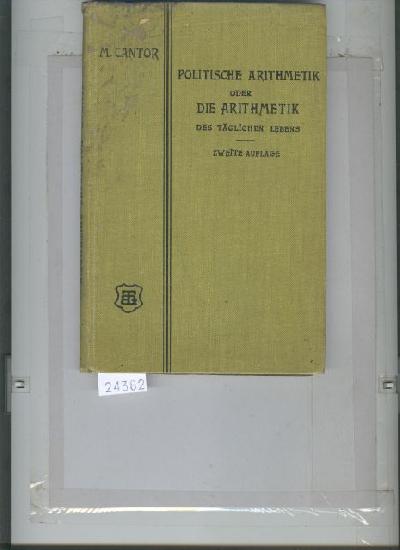 M. CANTOR
POLITISCHE ARITHMETIK
ODER
DIE ARITHMETIK
DES TÄGLICHEN LEBENS
ZWEITE AUFLAGE
24362